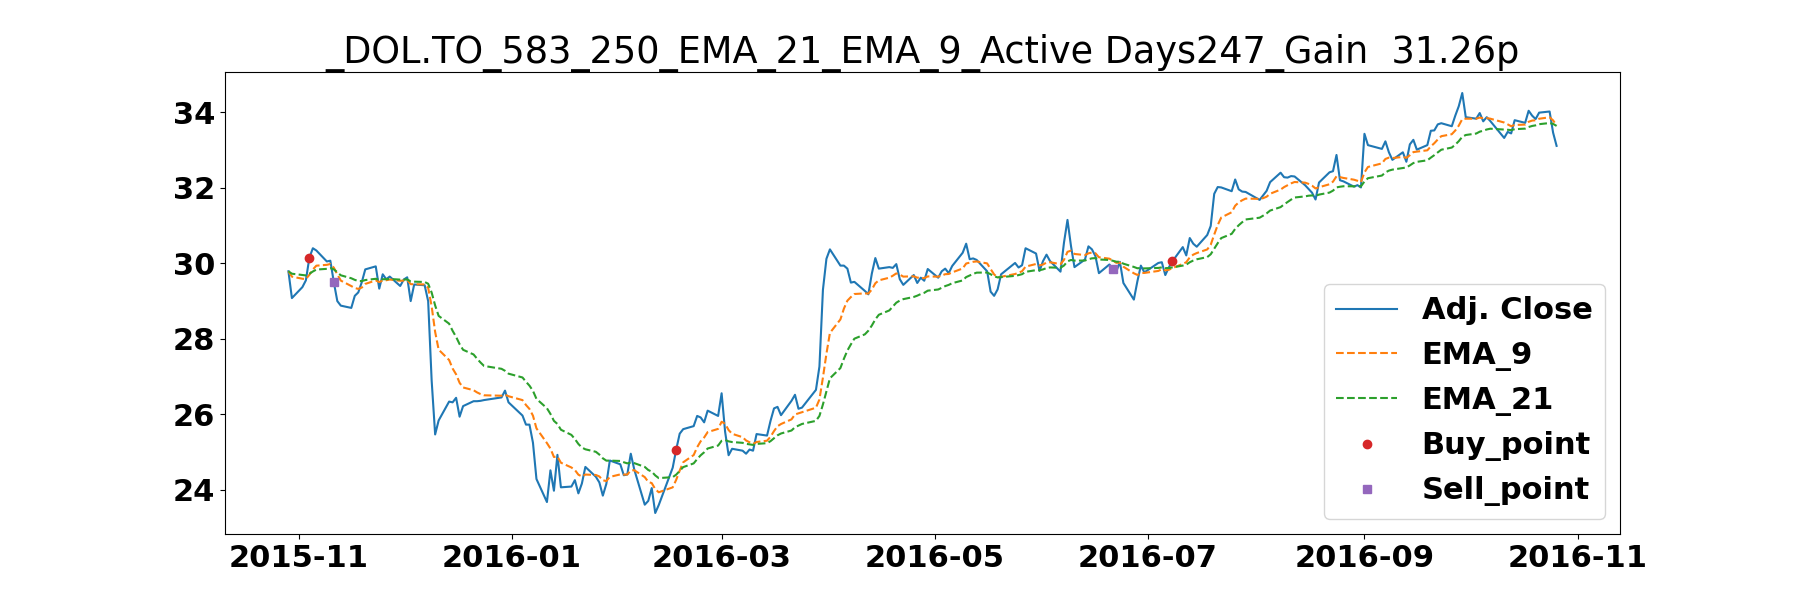 _DOL.TO_583_250_EMA_21_EMA_9_Active Days247_Gain  31.26p
34
32
30
28
26
24
Adj. Close
EMA_9
EMA_21
Buy_point
Sell_point
2015-11 2016-01 2016-03 2016-05 2016-07 2016-09 2016-11